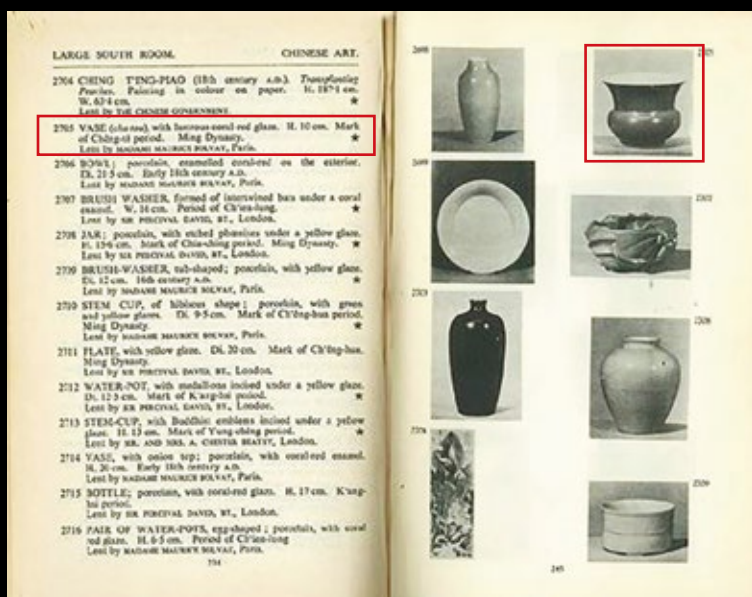 LARGE SOUTH ROOM. CHINESE ART.
2704 CHING T'ING-PIAO (18th century A.D.). Transplanting
Peaches. Painting in colour on paper. H. 187·1 cm.
W. 63·4 cm. ★
Lent by THE CHINESE GOVERNMENT.
2705 VASE (cha tou), with lustrous coral-red glaze. H. 10 cm. Mark
of Chêng-tê period. Ming Dynasty. ★
Lent by MADAME MAURICE SOLVAY, Paris.
2706 BOWL; porcelain, enamelled coral-red on the exterior.
Di. 21·5 cm. Early 18th century A.D.
Lent by MADAME MAURICE SOLVAY, Paris.
2707 BRUSH WASHER, formed of intertwined bars under a coral
enamel. W. 16 cm. Period of Ch'ien-lung. ★
Lent by SIR PERCIVAL DAVID, BT., London.
2708 JAR; porcelain, with etched phœnixes under a yellow glaze.
H. 15·6 cm. Mark of Chia-ching period. Ming Dynasty. ★
Lent by SIR PERCIVAL DAVID, BT., London.
2709 BRUSH-WASHER, tub-shaped; porcelain, with yellow glaze.
Di. 12 cm. 16th century A.D. ★
Lent by MADAME MAURICE SOLVAY, Paris.
2710 STEM CUP, of hibiscus shape; porcelain, with green
and yellow glazes. Di. 9·5 cm. Mark of Ch'êng-hua period.
Ming Dynasty. ★
Lent by MADAME MAURICE SOLVAY, Paris.
2711 PLATE, with yellow glaze. Di. 20 cm. Mark of Ch'êng-hua.
Ming Dynasty.
Lent by SIR PERCIVAL DAVID, BT., London.
2712 WATER-POT, with medallions incised under a yellow glaze.
Di. 12·5 cm. Mark of K'ang-hsi period. ★
Lent by SIR PERCIVAL DAVID, BT., London.
2713 STEM-CUP, with Buddhist emblems incised under a yellow
glaze. H. 13 cm. Mark of Yung-chêng period. ★
Lent by MR. AND MRS. A. CHESTER BEATTY, London.
2714 VASE, with onion top; porcelain, with coral-red enamel.
H. 20 cm. Early 18th century A.D.
Lent by MADAME MAURICE SOLVAY, Paris.
2715 BOTTLE; porcelain, with coral-red glaze. H. 17 cm. K'ang-
hsi period.
Lent by SIR PERCIVAL DAVID, BT., London.
2716 PAIR OF WATER-POTS, egg-shaped; porcelain, with coral
red glaze. H. 6·5 cm. Period of Ch'ien-lung
Lent by MADAME MAURICE SOLVAY, Paris.
2705
2707
2708
2709
245